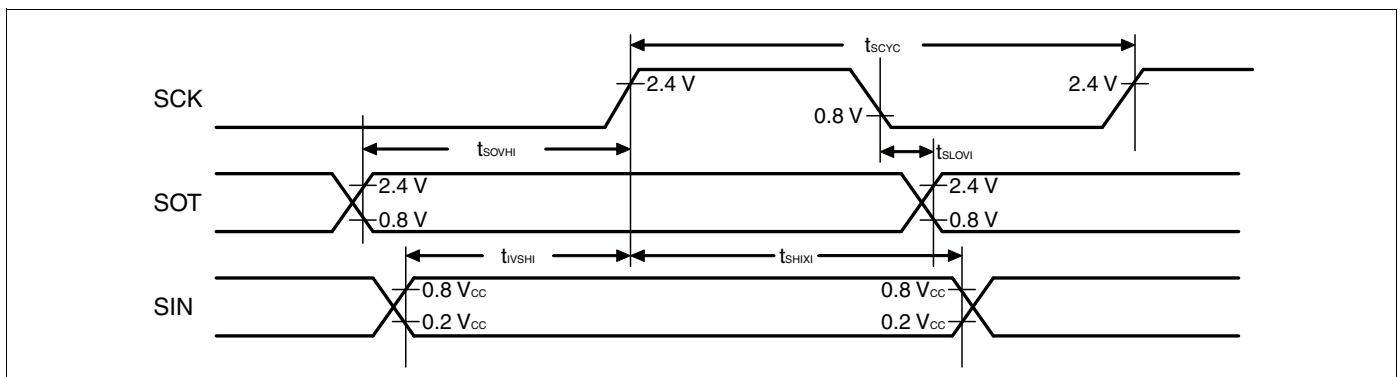 tSCYC
SCK
2.4 V
2.4 V
0.8 V
tSOVHI
tSLOVI
SOT
2.4 V
2.4 V
0.8 V
0.8 V
tIVSHI
tSHIXI
SIN
0.8 VCC
0.8 VCC
0.2 VCC
0.2 VCC